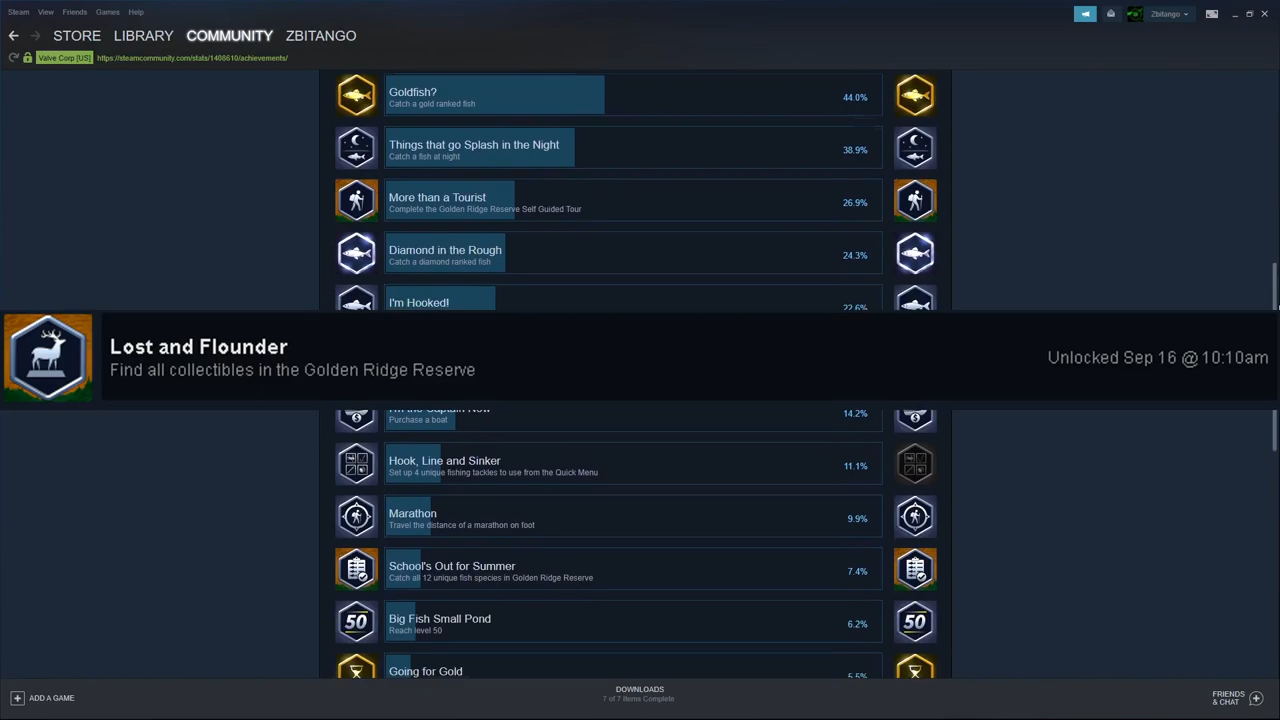 Steam View Friends Games Help
Zbitango
STORE LIBRARY COMMUNITY ZBITANGO
Valve Corp [US] https://steamcommunity.com/stats/1408610/achievements/
Goldfish?
Catch a gold ranked fish
44.0%
Things that go Splash in the Night
Catch a fish at night
38.9%
More than a Tourist
Complete the Golden Ridge Reserve Self Guided Tour
26.9%
Diamond in the Rough
Catch a diamond ranked fish
24.3%
I'm Hooked!
22.6%
Lost and Flounder
Find all collectibles in the Golden Ridge Reserve
Unlocked Sep 16 @ 10:10am
I'm the Captain Now
Purchase a boat
14.2%
Hook, Line and Sinker
Set up 4 unique fishing tackles to use from the Quick Menu
11.1%
Marathon
Travel the distance of a marathon on foot
9.9%
School's Out for Summer
Catch all 12 unique fish species in Golden Ridge Reserve
7.4%
50
Big Fish Small Pond
Reach level 50
6.2%
50
Going for Gold
5.5%
ADD A GAME
DOWNLOADS
7 of 7 Items Complete
FRIENDS
& CHAT